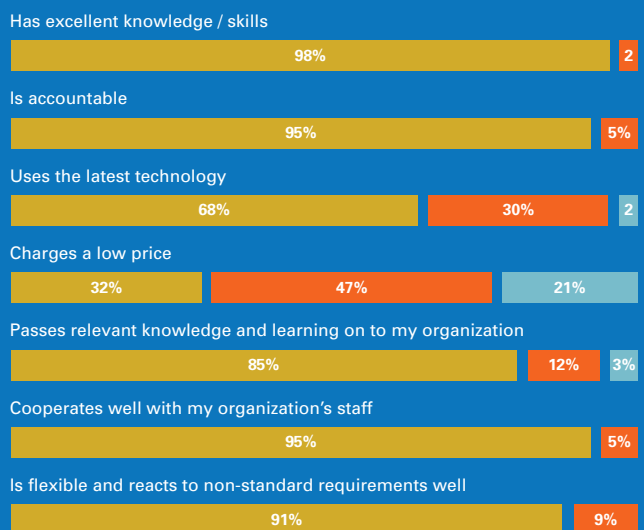 Has excellent knowledge / skills
98% 2
Is accountable
95% 5%
Uses the latest technology
68% 30% 2
Charges a low price
32% 47% 21%
Passes relevant knowledge and learning on to my organization
85% 12% 3%
Cooperates well with my organization’s staff
95% 5%
Is flexible and reacts to non-standard requirements well
91% 9%